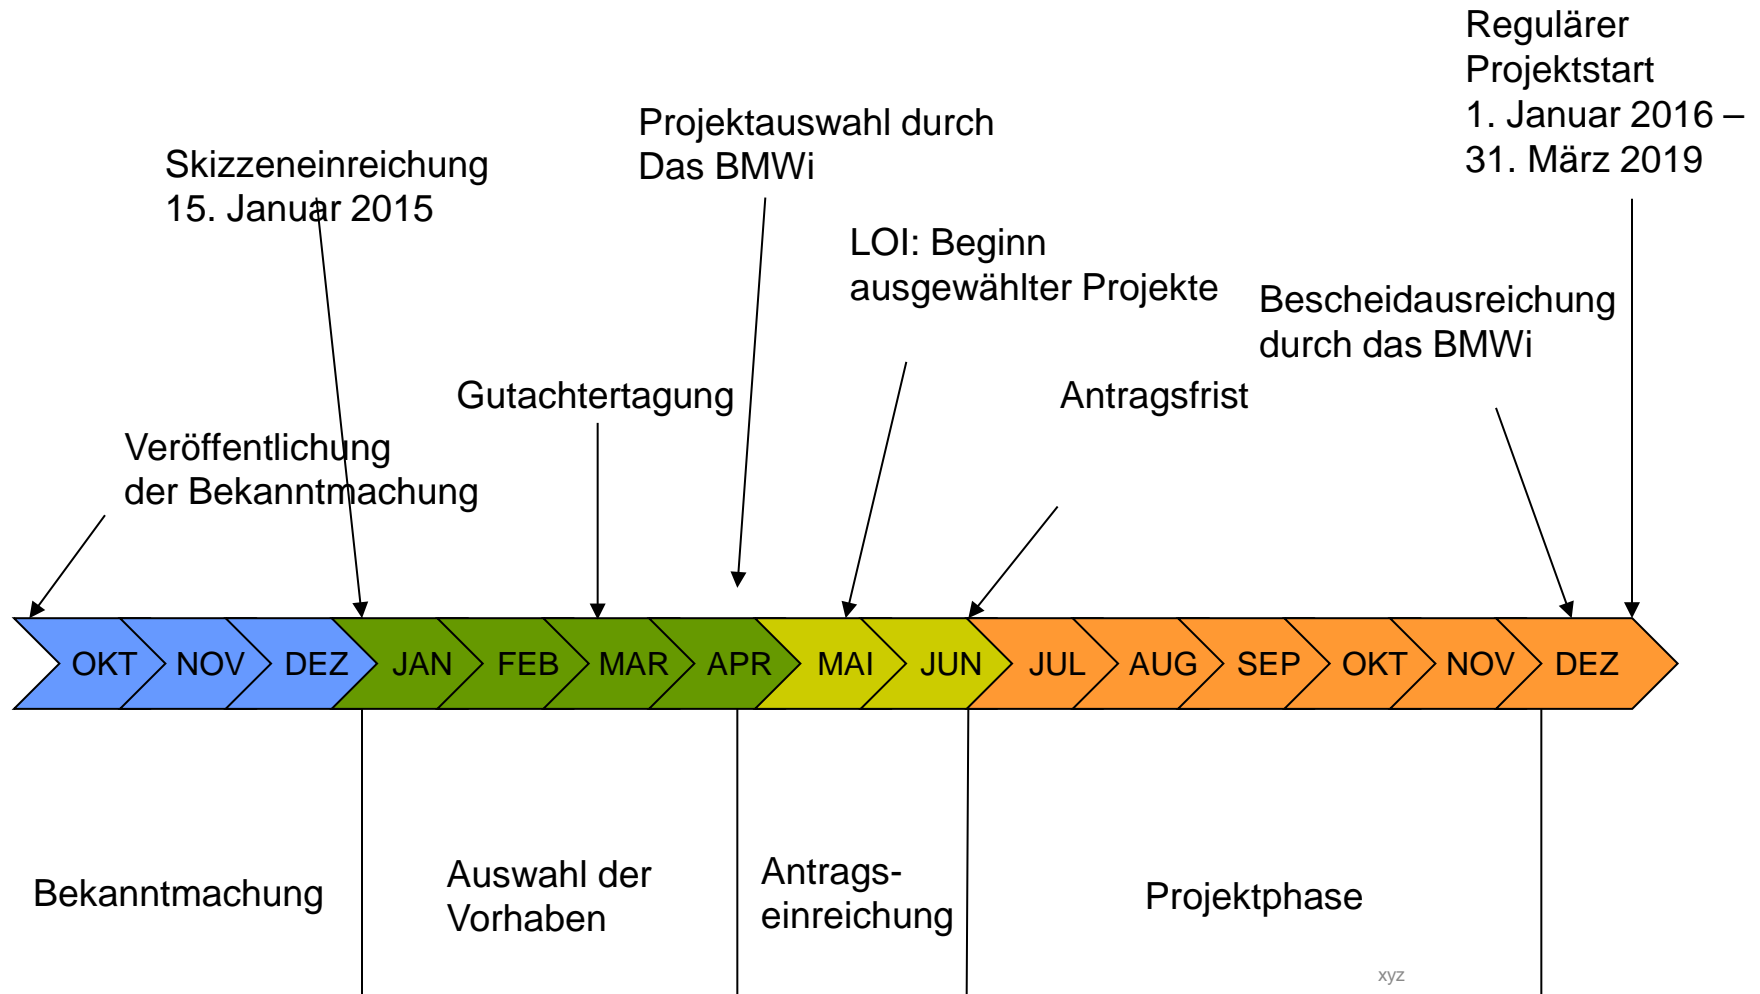 Regulärer
Projektstart
1. Januar 2016 –
31. März 2019
Projektauswahl durch
Das BMWi
Skizzeneinreichung
15. Januar 2015
LOI: Beginn
ausgewählter Projekte
Bescheidausreichung
durch das BMWi
Gutachtertagung
Antragsfrist
Veröffentlichung
der Bekanntmachung
OKT NOV DEZ JAN FEB MAR APR MAI JUN JUL AUG SEP OKT NOV DEZ
Bekanntmachung
Auswahl der
Vorhaben
Antrags-
einreichung
Projektphase
xyz